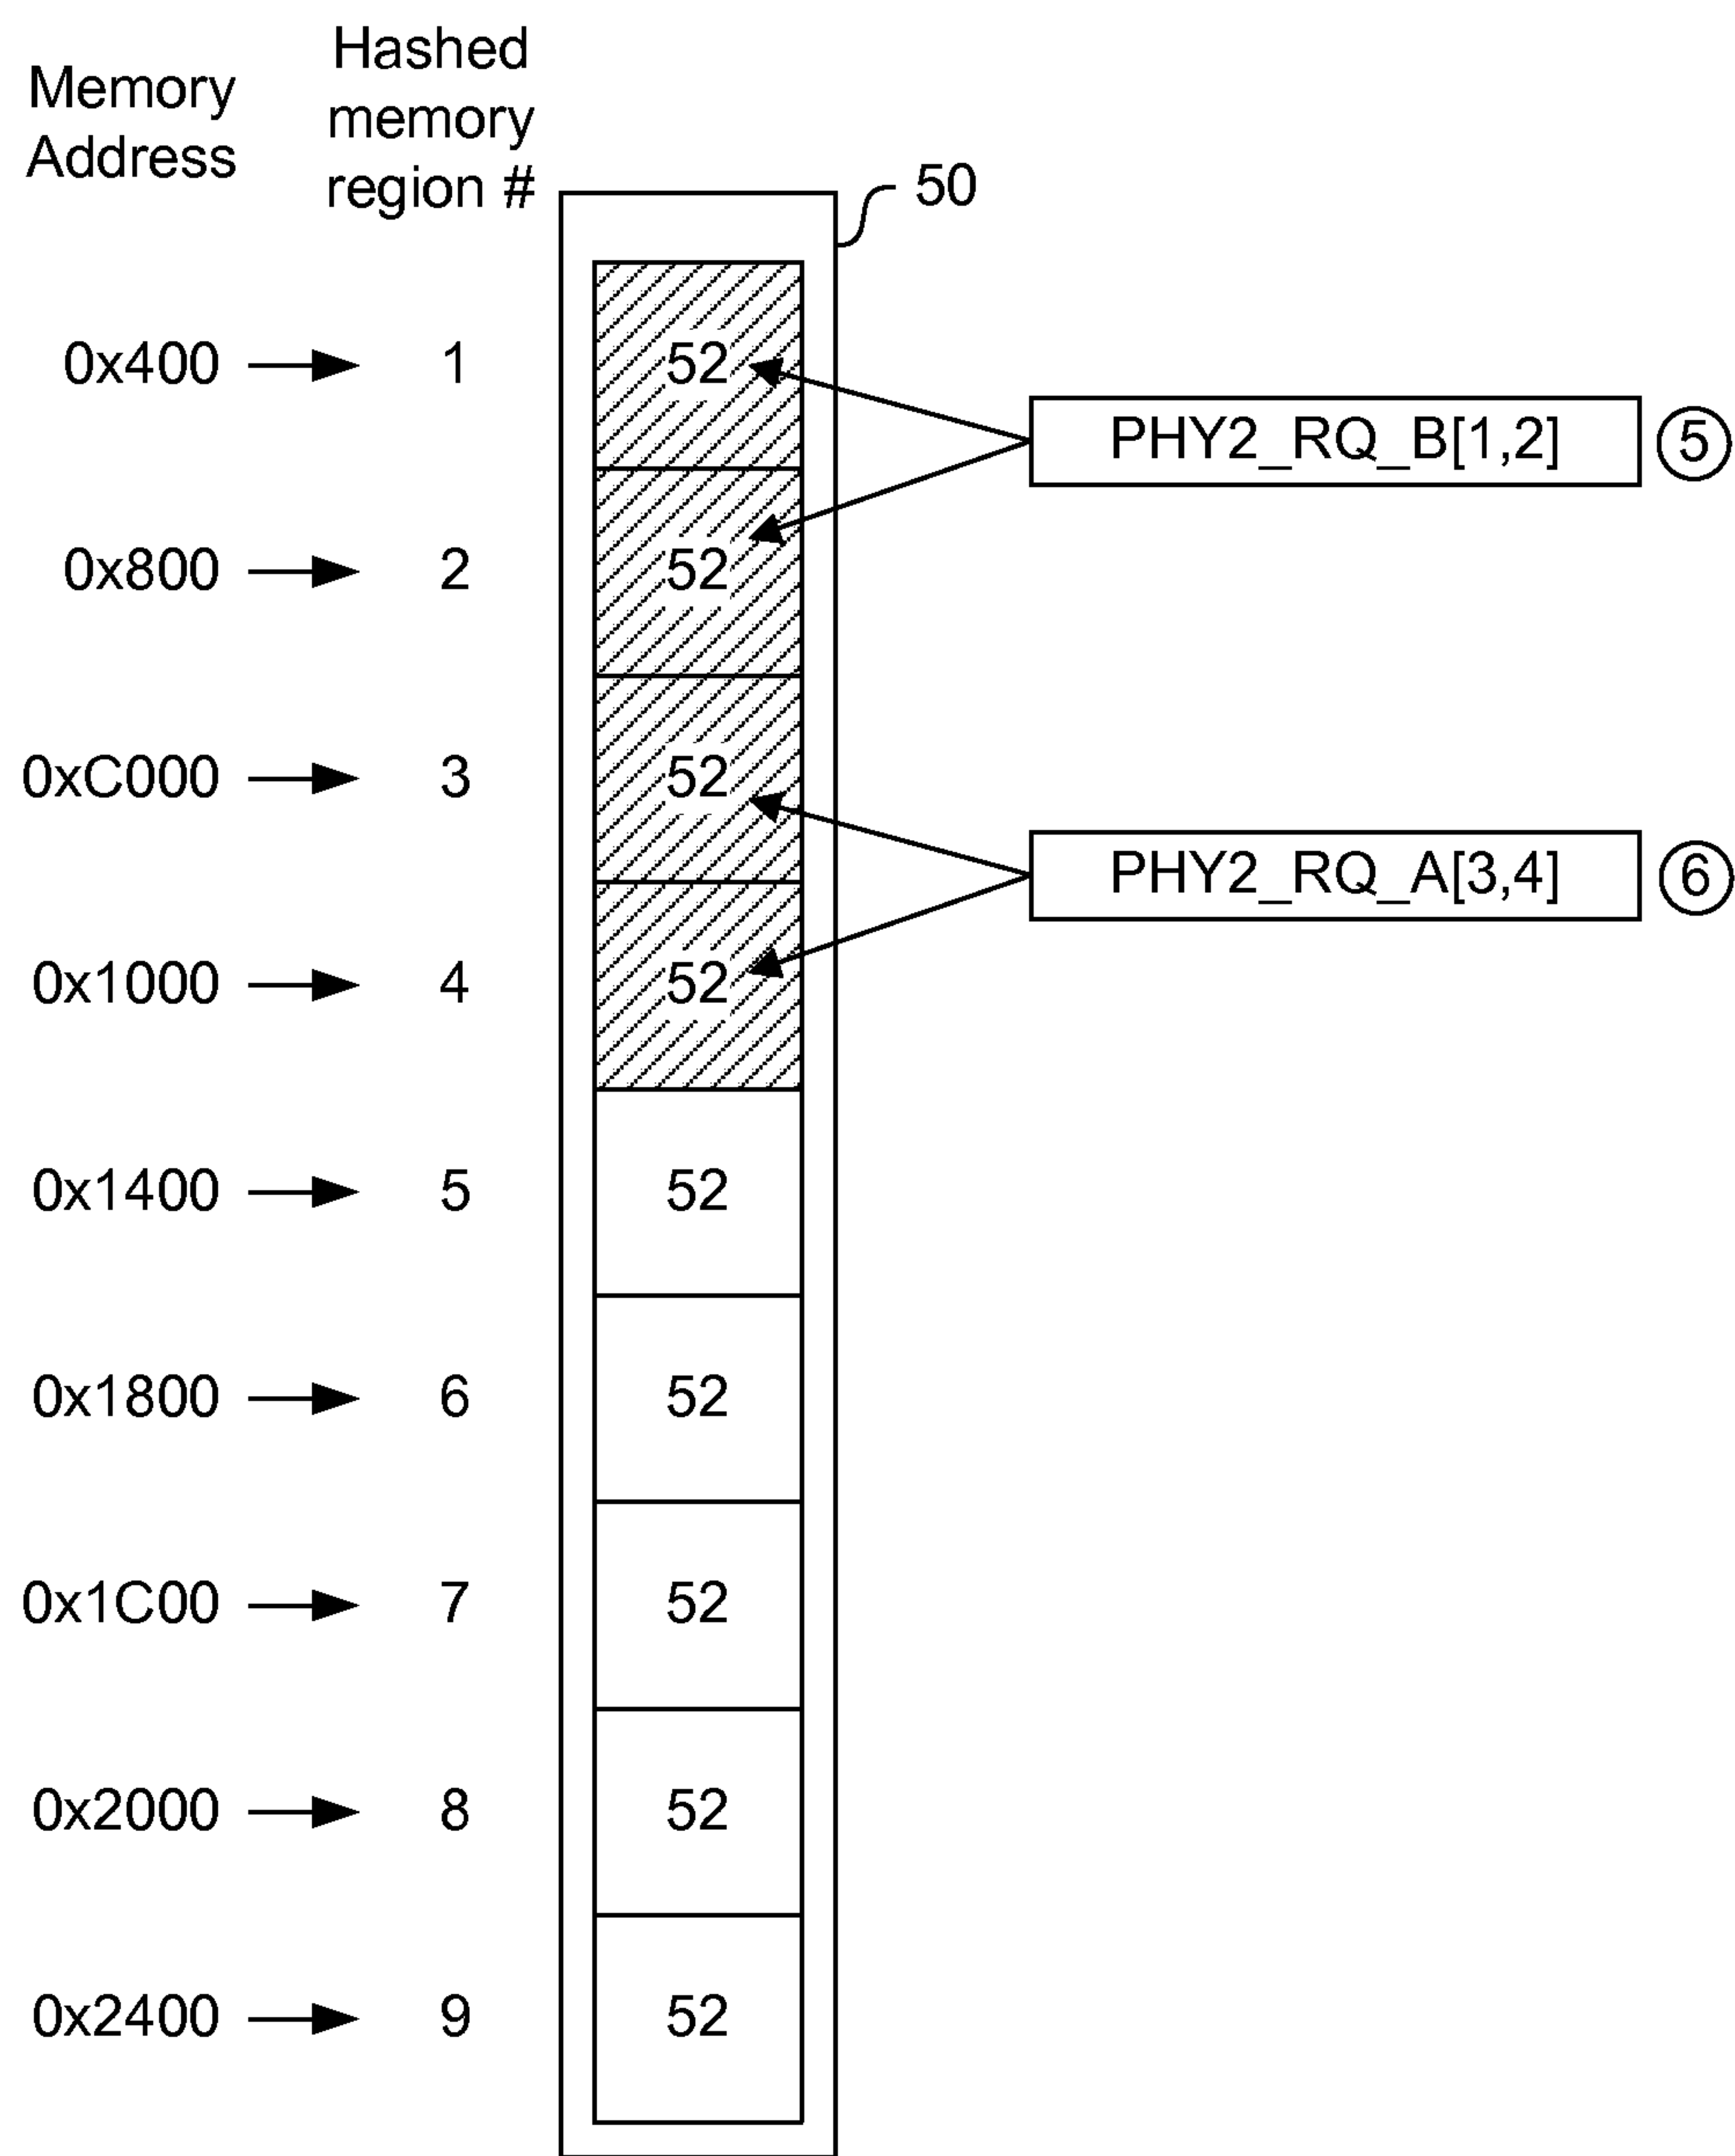 Memory
Address
Hashed
memory
region #
50
0x400 1 52
PHY2_RQ_B[1,2] 5
0x800 2 52
0xC000 3 52
PHY2_RQ_A[3,4] 6
0x1000 4 52
0x1400 5 52
0x1800 6 52
0x1C00 7 52
0x2000 8 52
0x2400 9 52